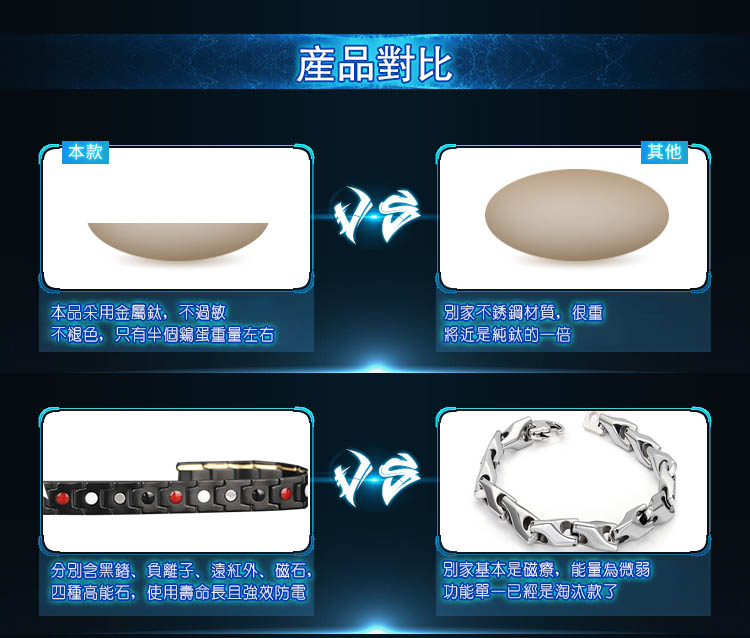 産品對比
本款
VS
其他
本品采用金屬鈦，不過敏
不褪色，只有半個鷄蛋重量左右
別家不銹鋼材質，很重
將近是純鈦的一倍
VS
分別含黑鍺、負離子、遠紅外、磁石，
四種高能石，使用壽命長且強效防電
別家基本是磁療，能量為微弱
功能單一已經是淘汰款了